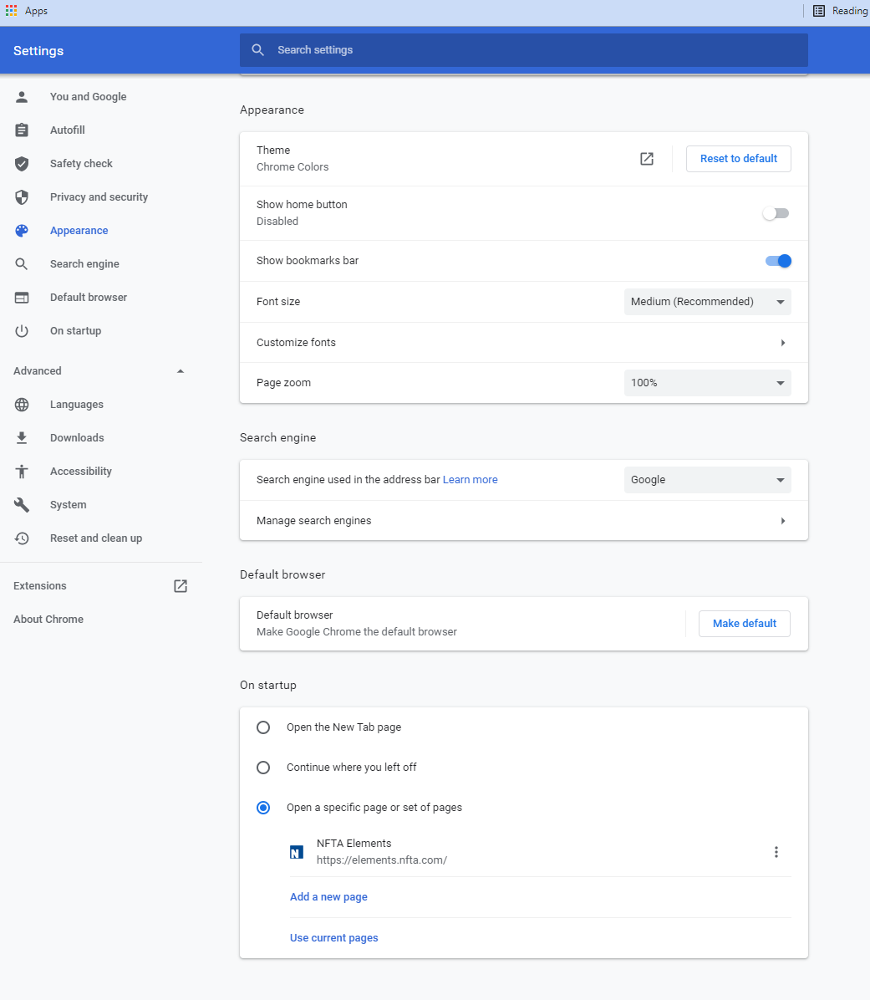 Apps
Reading
Settings
Search settings
You and Google
Autofill
Safety check
Privacy and security
Appearance
Search engine
Default browser
On startup
Advanced
Languages
Downloads
Accessibility
System
Reset and clean up
Extensions
About Chrome
Appearance
Theme
Chrome Colors
Reset to default
Show home button
Disabled
Show bookmarks bar
Font size
Medium (Recommended)
Customize fonts
Page zoom
100%
Search engine
Search engine used in the address bar Learn more
Google
Manage search engines
Default browser
Default browser
Make Google Chrome the default browser
Make default
On startup
Open the New Tab page
Continue where you left off
Open a specific page or set of pages
N
NFTA Elements
https://elements.nfta.com/
Add a new page
Use current pages